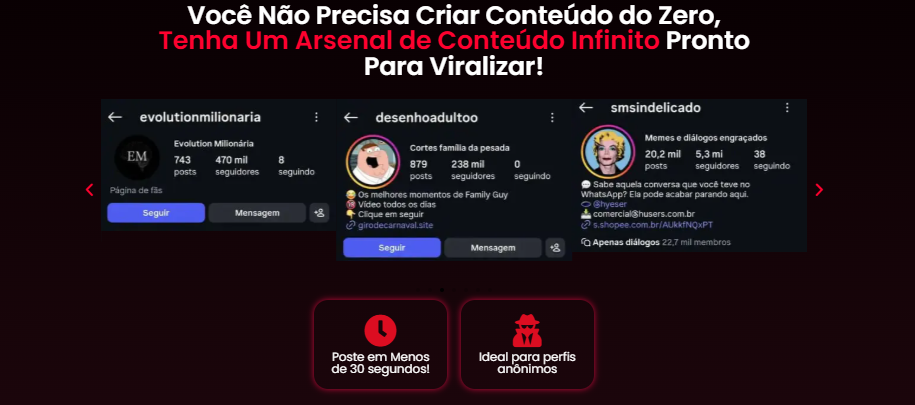 Você Não Precisa Criar Conteúdo do Zero,
Tenha Um Arsenal de Conteúdo Infinito Pronto
Para Viralizar!
evolutionmilionaria
EM
Evolution Milionária
743 470 mil 8
posts seguidores seguindo
Página de fãs
Seguir Mensagem
desenhoadultoo
Cortes família da pesada
879 238 mil 0
posts seguidores seguindo
😂 Os melhores momentos de Family Guy
🔞 Vídeo todos os dias
👇 Clique em seguir
girodecarnaval.site
Seguir Mensagem
smsindelicado
Memes e diálogos engraçados
20,2 mil 5,3 mi 38
posts seguidores seguindo
💬 Sabe aquela conversa que você teve no
WhatsApp? Ela pode acabar parando aqui.
@hyeser
📩 comercial@husers.com.br
s.shopee.com.br/AUkkfNQxPT
Apenas diálogos 22,7 mil membros
Poste em Menos
de 30 segundos!
Ideal para perfis
anônimos